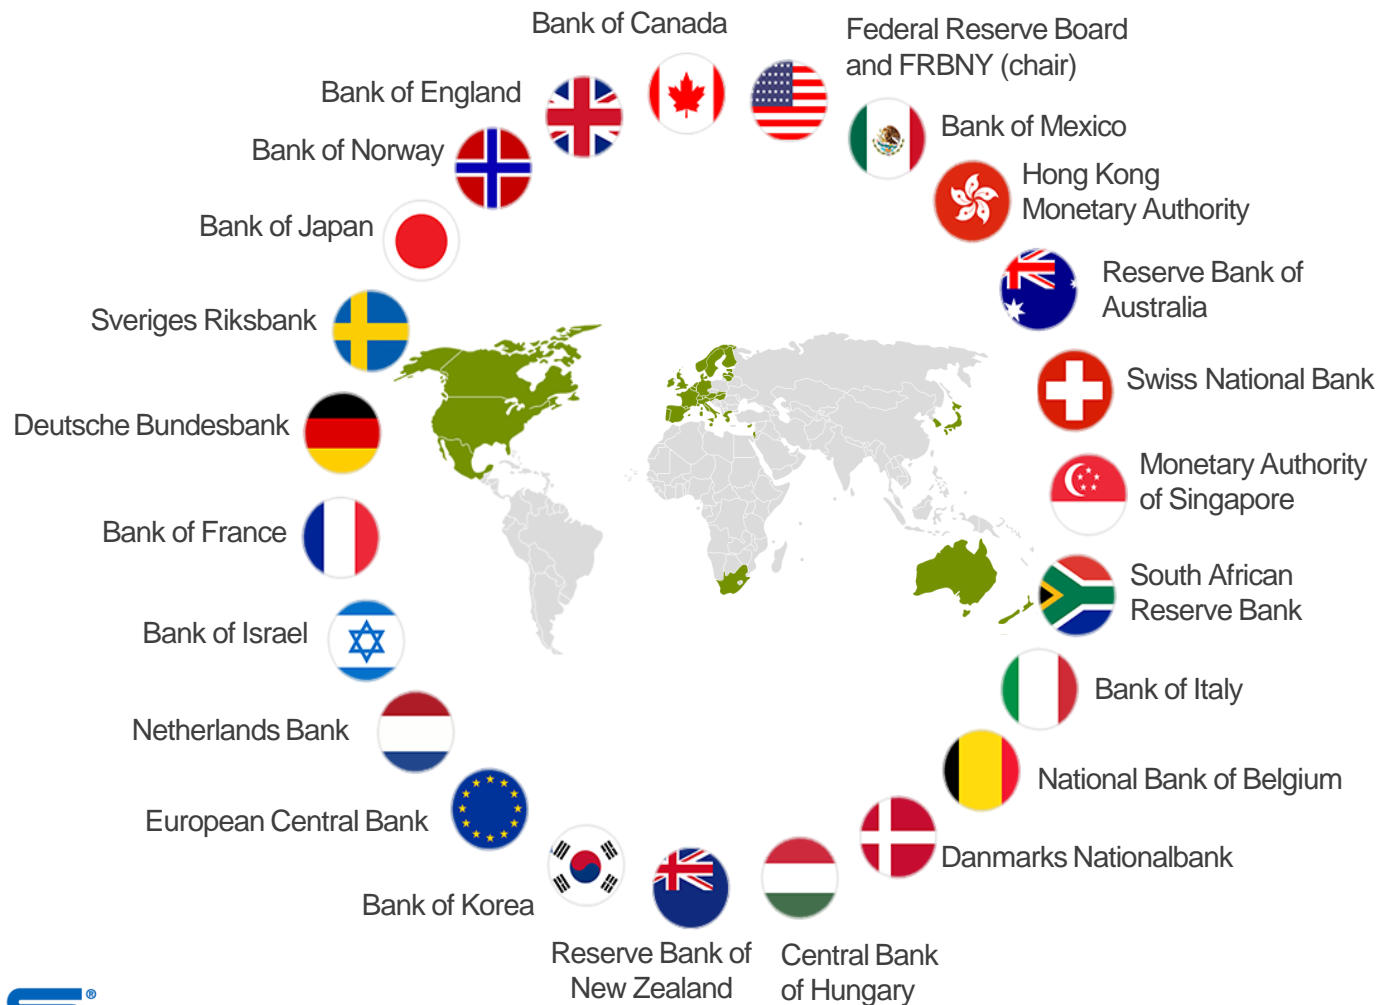 Bank of Canada
Federal Reserve Board
and FRBNY (chair)
Bank of England
Bank of Mexico
Bank of Norway
Hong Kong
Monetary Authority
Bank of Japan
Reserve Bank of
Australia
Sveriges Riksbank
Swiss National Bank
Deutsche Bundesbank
Monetary Authority
of Singapore
Bank of France
South African
Reserve Bank
Bank of Israel
Bank of Italy
Netherlands Bank
National Bank of Belgium
European Central Bank
Danmarks Nationalbank
Bank of Korea
Reserve Bank of
New Zealand
Central Bank
of Hungary
®